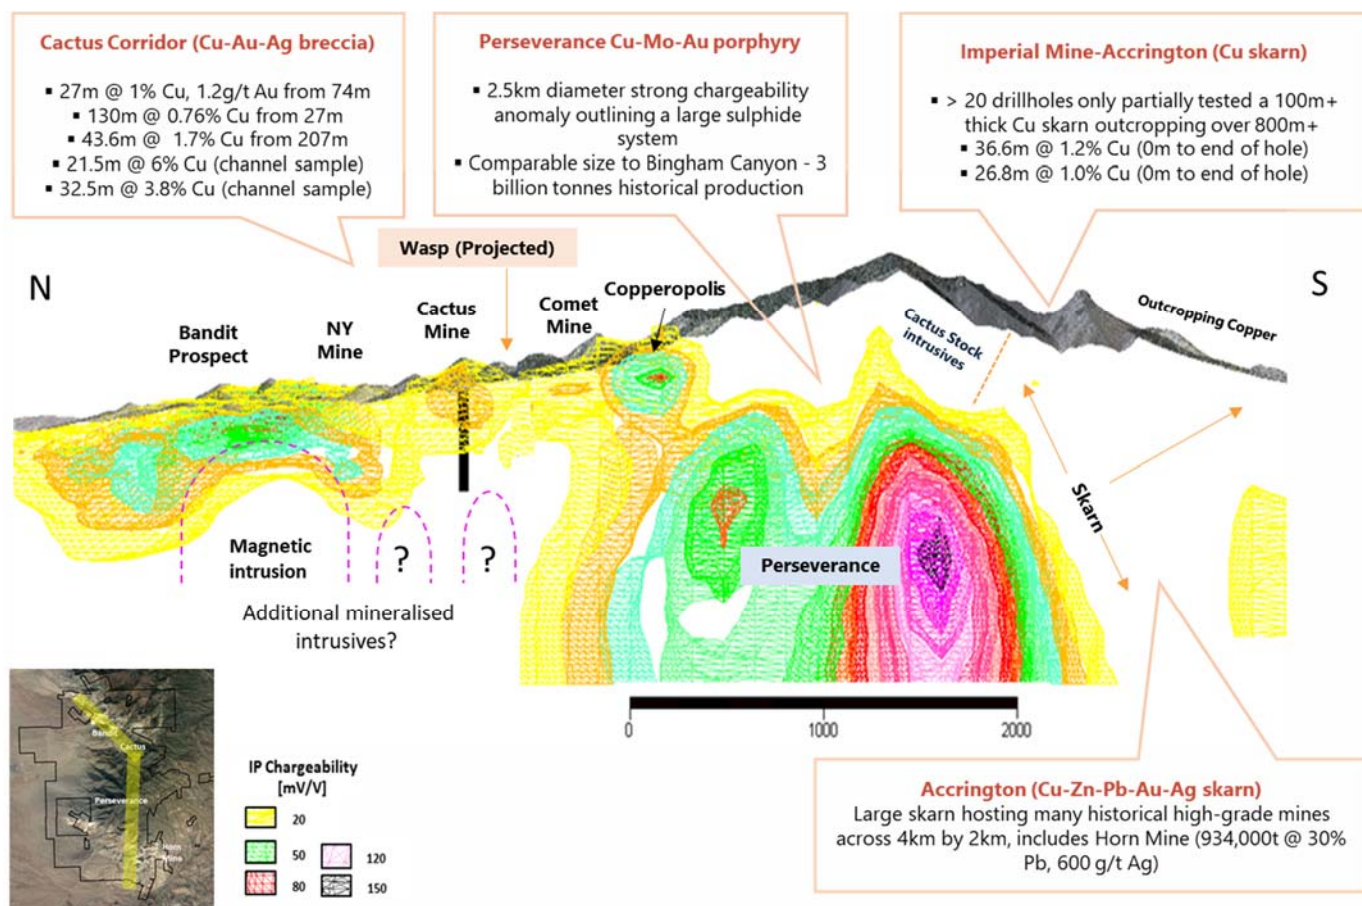 Cactus Corridor (Cu-Au-Ag breccia)
▪ 27m @ 1% Cu, 1.2g/t Au from 74m
▪ 130m @ 0.76% Cu from 27m
▪ 43.6m @ 1.7% Cu from 207m
▪ 21.5m @ 6% Cu (channel sample)
▪ 32.5m @ 3.8% Cu (channel sample)
Perseverance Cu-Mo-Au porphyry
▪ 2.5km diameter strong chargeability
anomaly outlining a large sulphide
system
▪ Comparable size to Bingham Canyon - 3
billion tonnes historical production
Imperial Mine-Accrington (Cu skarn)
▪ > 20 drillholes only partially tested a 100m+
thick Cu skarn outcropping over 800m+
▪ 36.6m @ 1.2% Cu (0m to end of hole)
▪ 26.8m @ 1.0% Cu (0m to end of hole)
Wasp (Projected)
N
S
Bandit
Prospect
NY
Mine
Cactus
Mine
Comet
Mine
Copperopolis
Cactus Stock
intrusives
Outcropping Copper
Skarn
Magnetic
intrusion
?
?
Perseverance
Additional mineralised
intrusives?
0
1000
2000
Bandit
Cactus
Perseverance
Horn
Mine
IP Chargeability
[mV/V]
20
50
120
80
150
Accrington (Cu-Zn-Pb-Au-Ag skarn)
Large skarn hosting many historical high-grade mines
across 4km by 2km, includes Horn Mine (934,000t @ 30%
Pb, 600 g/t Ag)